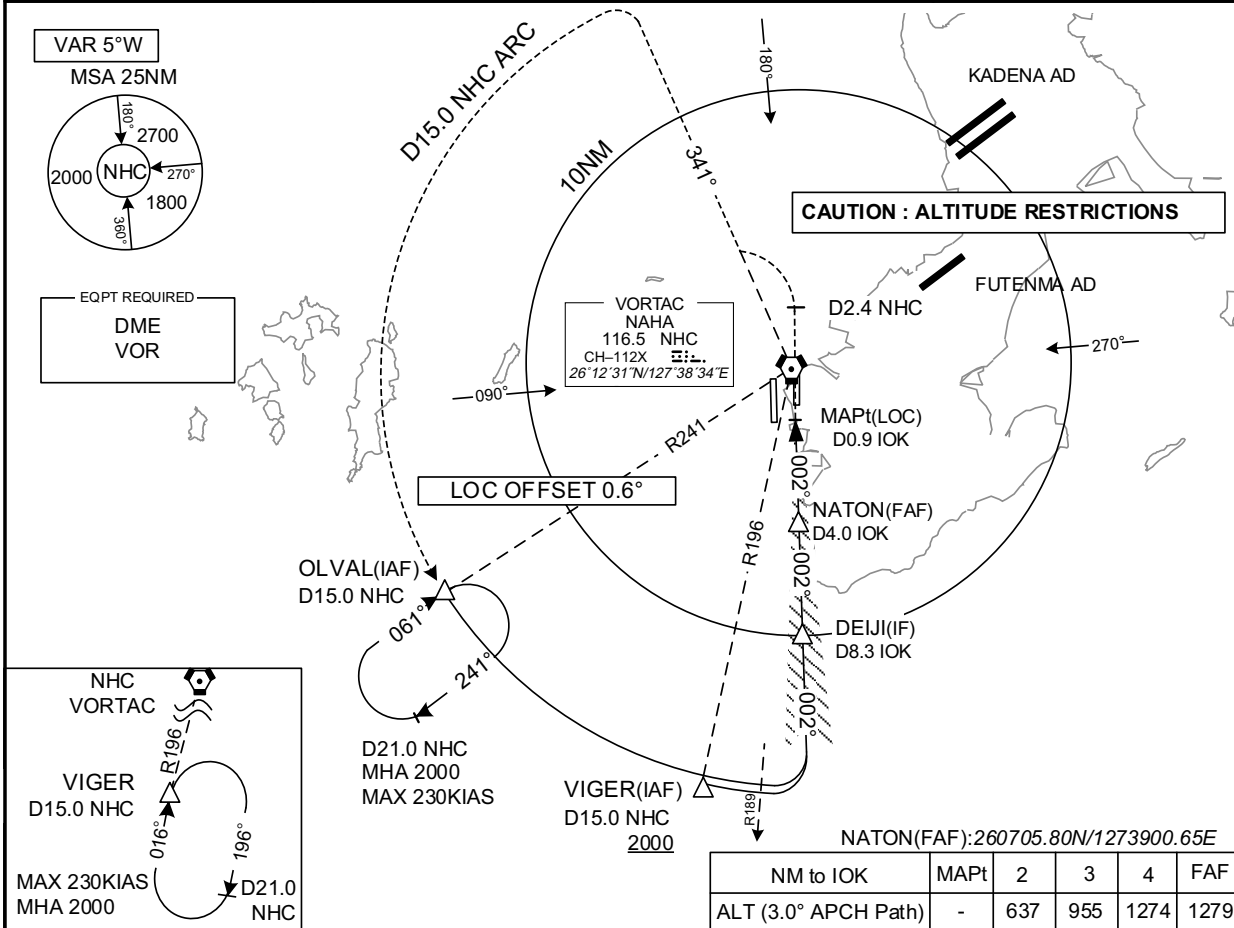 VAR 5°W
MSA 25NM
180°
2700
2000
NHC
270°
1800
360°
EQPT REQUIRED
DME
VOR
D15.0 NHC ARC
10NM
341°
180°
KADENA AD
CAUTION : ALTITUDE RESTRICTIONS
FUTENMA AD
D2.4 NHC
VORTAC
NAHA
116.5 NHC
CH–112X
26°12´31˝N/127°38´34˝E
090°
270°
R241
MAPt(LOC)
D0.9 IOK
LOC OFFSET 0.6°
002°
NATON(FAF)
D4.0 IOK
R196
002°
OLVAL(IAF)
D15.0 NHC
061°
241°
DEIJI(IF)
D8.3 IOK
002°
D21.0 NHC
MHA 2000
MAX 230KIAS
VIGER(IAF)
D15.0 NHC
2000
R189
NHC
VORTAC
R196
VIGER
D15.0 NHC
016°
196°
MAX 230KIAS
MHA 2000
D21.0
NHC
NATON(FAF):260705.80N/1273900.65E
NM to IOK MAPt 2 3 4 FAF
ALT (3.0° APCH Path) - 637 955 1274 1279